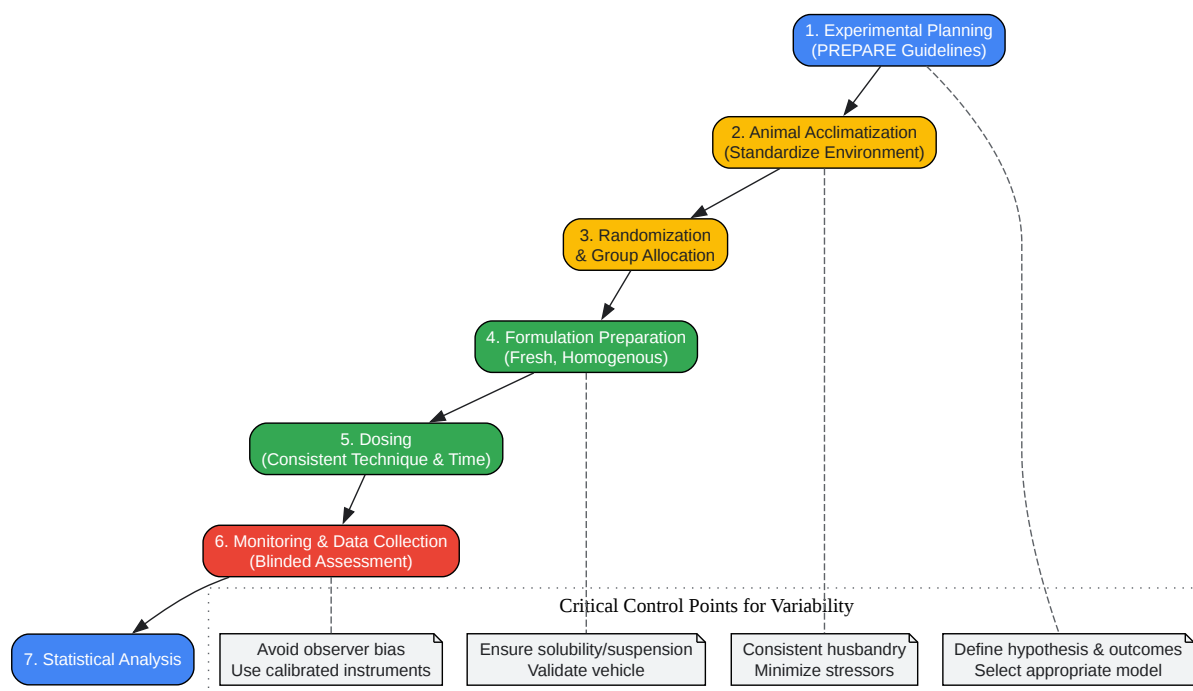 1. Experimental Planning
(PREPARE Guidelines)
2. Animal Acclimatization
(Standardize Environment)
3. Randomization
& Group Allocation
4. Formulation Preparation
(Fresh, Homogenous)
5. Dosing
(Consistent Technique & Time)
6. Monitoring & Data Collection
(Blinded Assessment)
7. Statistical Analysis
Critical Control Points for Variability
Avoid observer bias
Use calibrated instruments
Ensure solubility/suspension
Validate vehicle
Consistent husbandry
Minimize stressors
Define hypothesis & outcomes
Select appropriate model